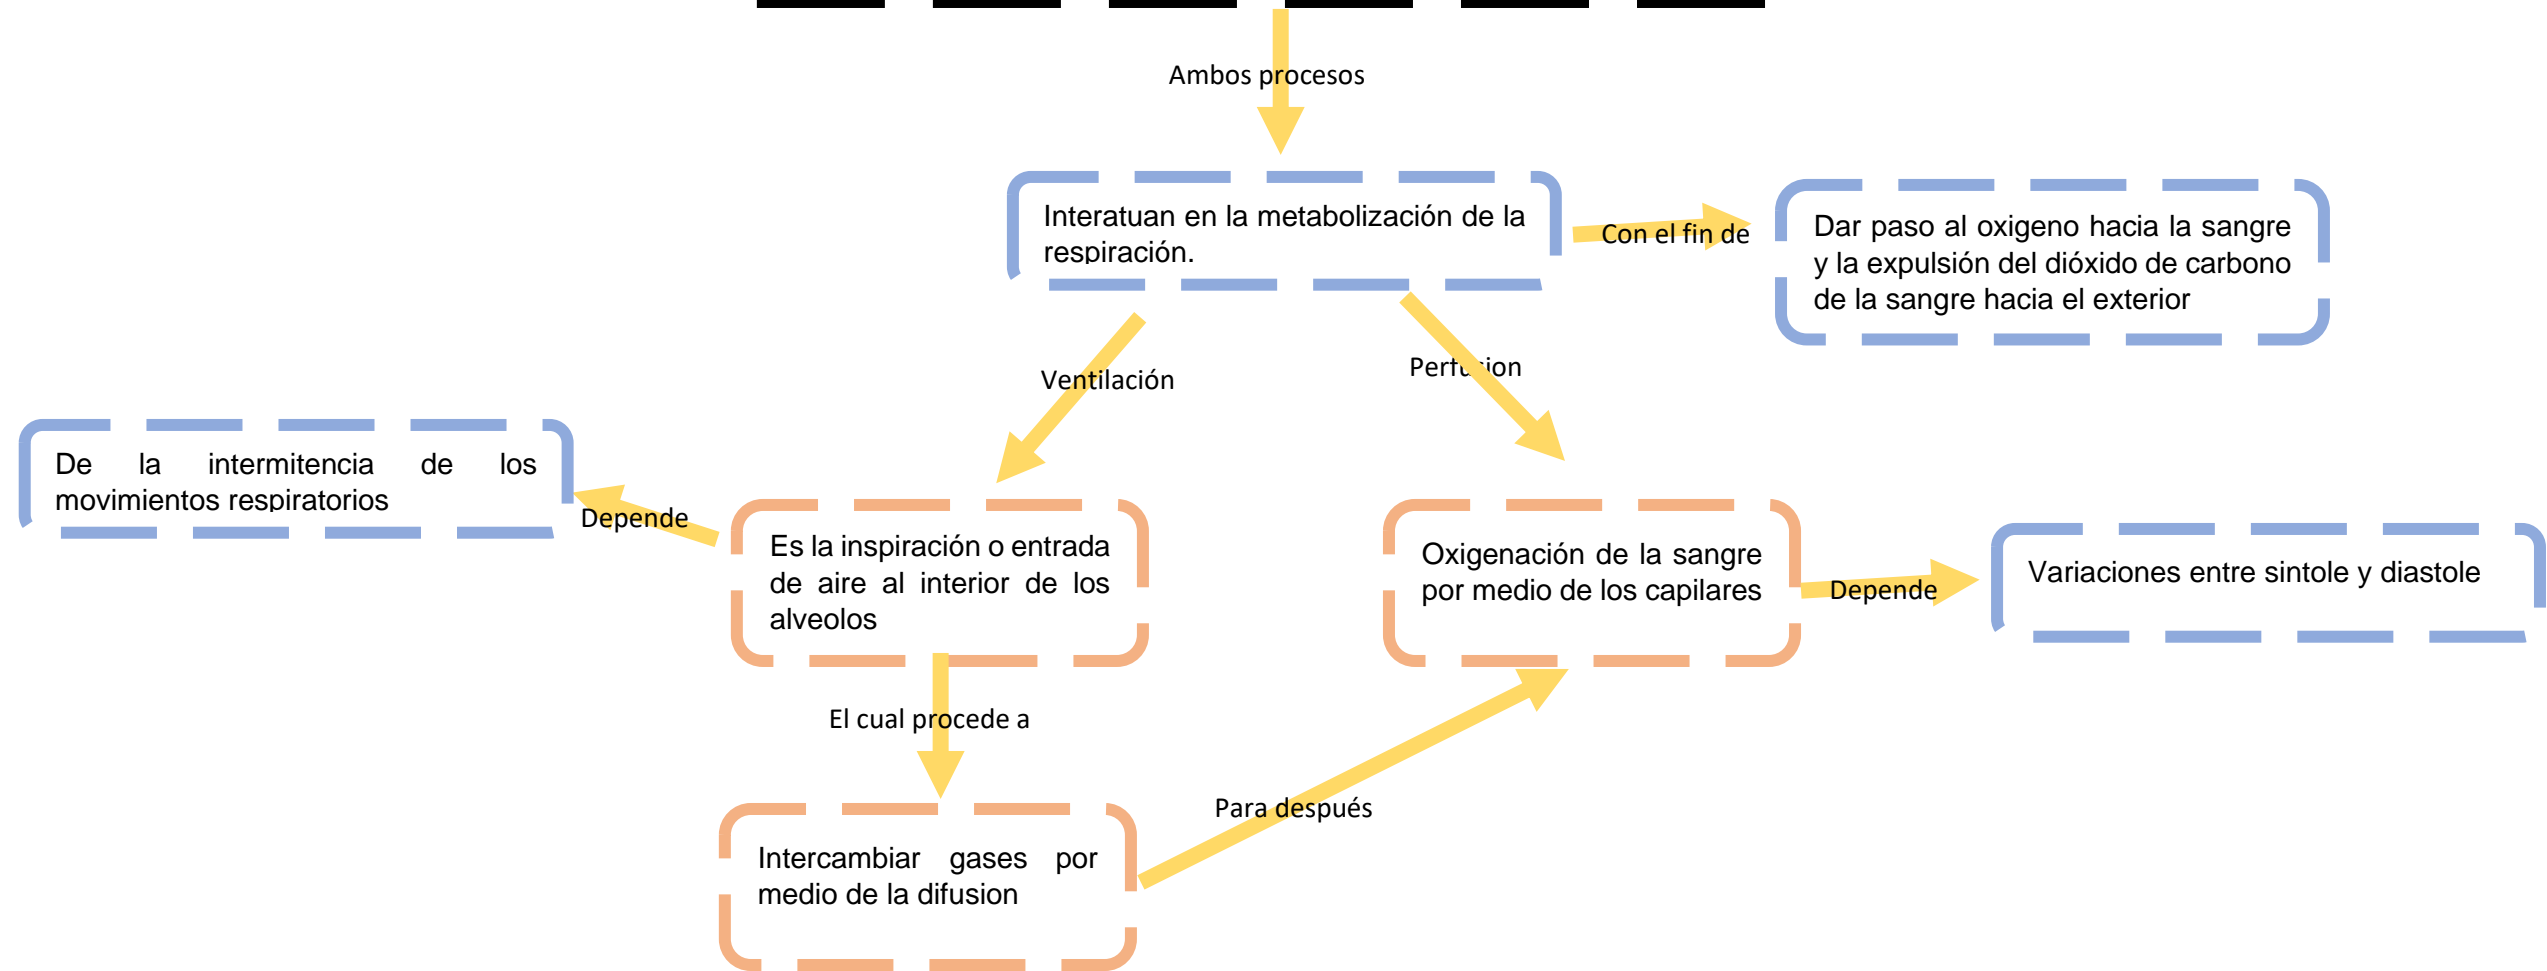 Ambos procesos
Interatuan en la metabolización de la
respiración.
Con el fin de
Dar paso al oxigeno hacia la sangre
y la expulsión del dióxido de carbono
de la sangre hacia el exterior
Ventilación
Perfusion
De la intermitencia de los
movimientos respiratorios
Depende
Es la inspiración o entrada
de aire al interior de los
alveolos
Oxigenación de la sangre
por medio de los capilares
Depende
Variaciones entre sintole y diastole
El cual procede a
Para después
Intercambiar gases por
medio de la difusion